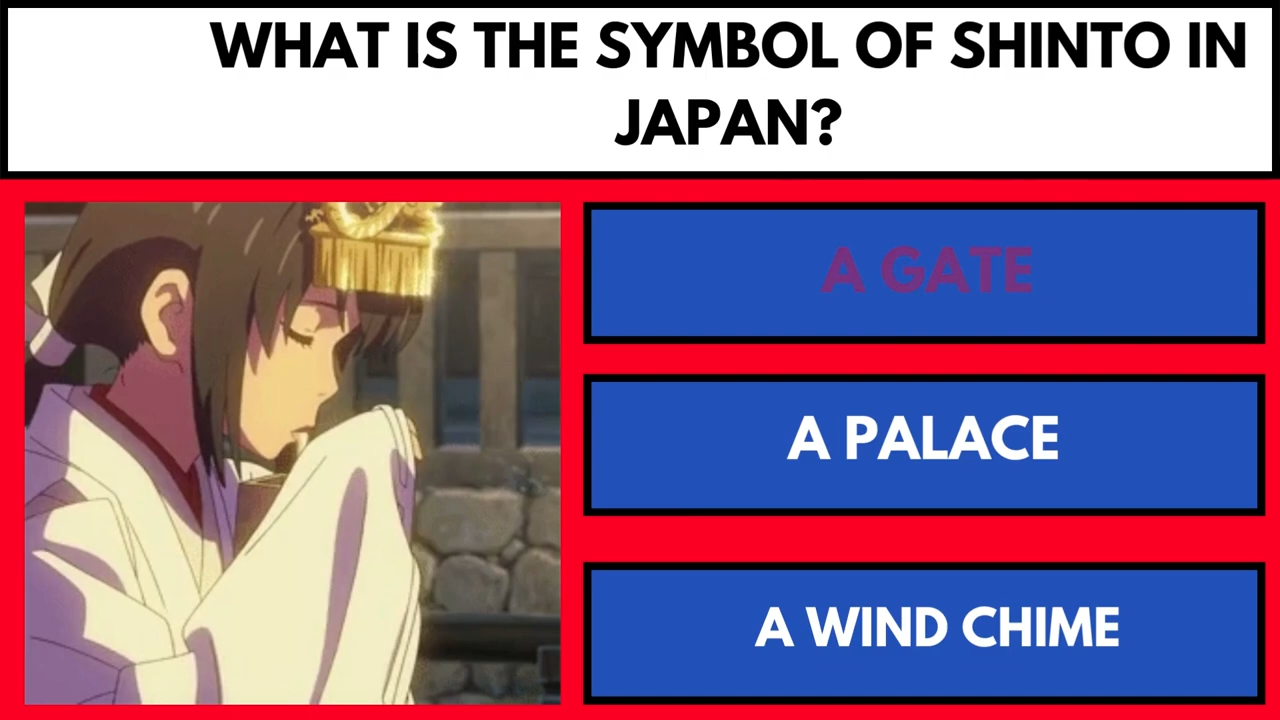 WHAT IS THE SYMBOL OF SHINTO IN
JAPAN?
A GATE
A PALACE
A WIND CHIME